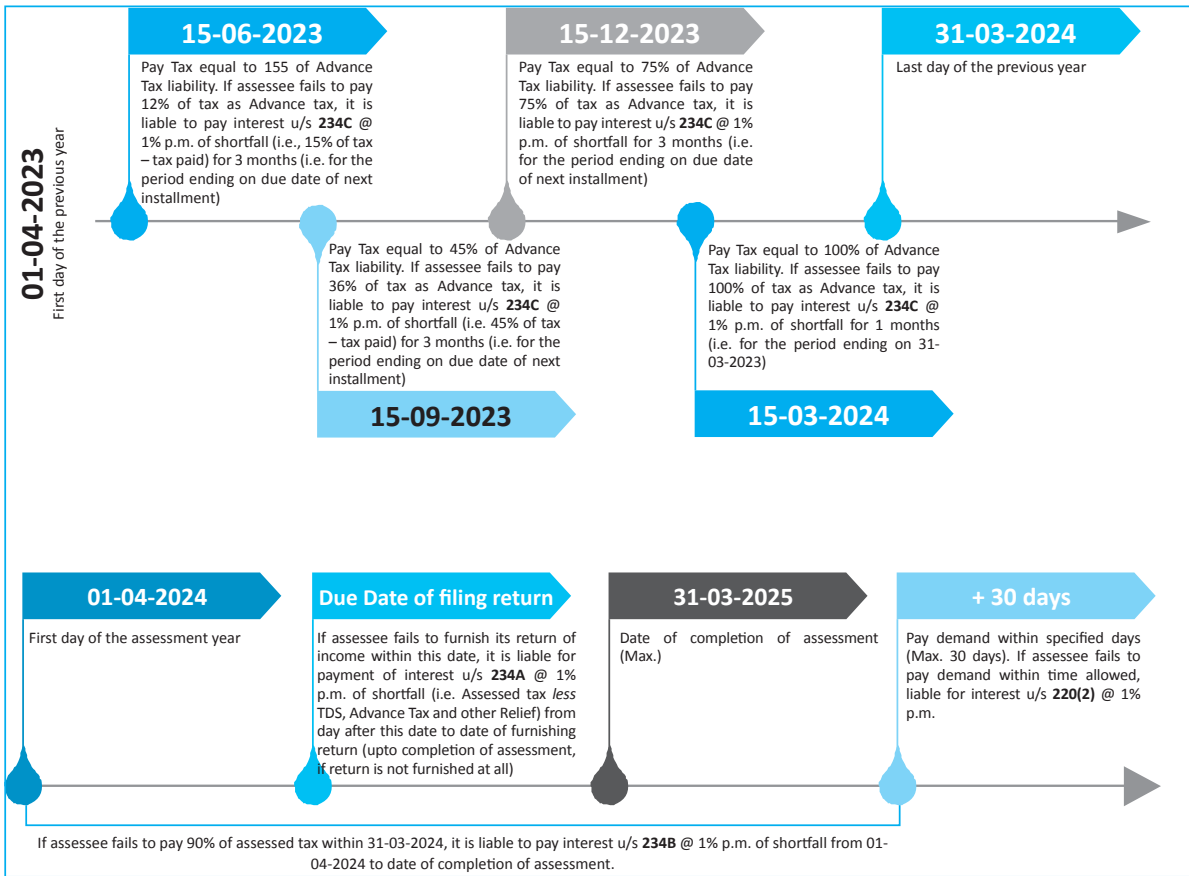 01-04-2023
First day of the previous year
15-06-2023
Pay Tax equal to 155 of Advance
Tax liability. If assessee fails to pay
12% of tax as Advance tax, it is
liable to pay interest u/s 234C @
1% p.m. of shortfall (i.e., 15% of tax
– tax paid) for 3 months (i.e. for the
period ending on due date of next
installment)
Pay Tax equal to 45% of Advance
Tax liability. If assessee fails to pay
36% of tax as Advance tax, it is
liable to pay interest u/s 234C @
1% p.m. of shortfall (i.e. 45% of tax
– tax paid) for 3 months (i.e. for the
period ending on due date of next
installment)
15-09-2023
15-12-2023
Pay Tax equal to 75% of Advance
Tax liability. If assessee fails to pay
75% of tax as Advance tax, it is
liable to pay interest u/s 234C @ 1%
p.m. of shortfall for 3 months (i.e.
for the period ending on due date
of next installment)
Pay Tax equal to 100% of Advance
Tax liability. If assessee fails to pay
100% of tax as Advance tax, it is
liable to pay interest u/s 234C @
1% p.m. of shortfall for 1 months
(i.e. for the period ending on 31-
03-2023)
15-03-2024
31-03-2024
Last day of the previous year
01-04-2024
First day of the assessment year
Due Date of filing return
If assessee fails to furnish its return of
income within this date, it is liable for
payment of interest u/s 234A @ 1%
p.m. of shortfall (i.e. Assessed tax less
TDS, Advance Tax and other Relief) from
day after this date to date of furnishing
return (upto completion of assessment,
if return is not furnished at all)
31-03-2025
Date of completion of assessment
(Max.)
+ 30 days
Pay demand within specified days
(Max. 30 days). If assessee fails to
pay demand within time allowed,
liable for interest u/s 220(2) @ 1%
p.m.
If assessee fails to pay 90% of assessed tax within 31-03-2024, it is liable to pay interest u/s 234B @ 1% p.m. of shortfall from 01-
04-2024 to date of completion of assessment.